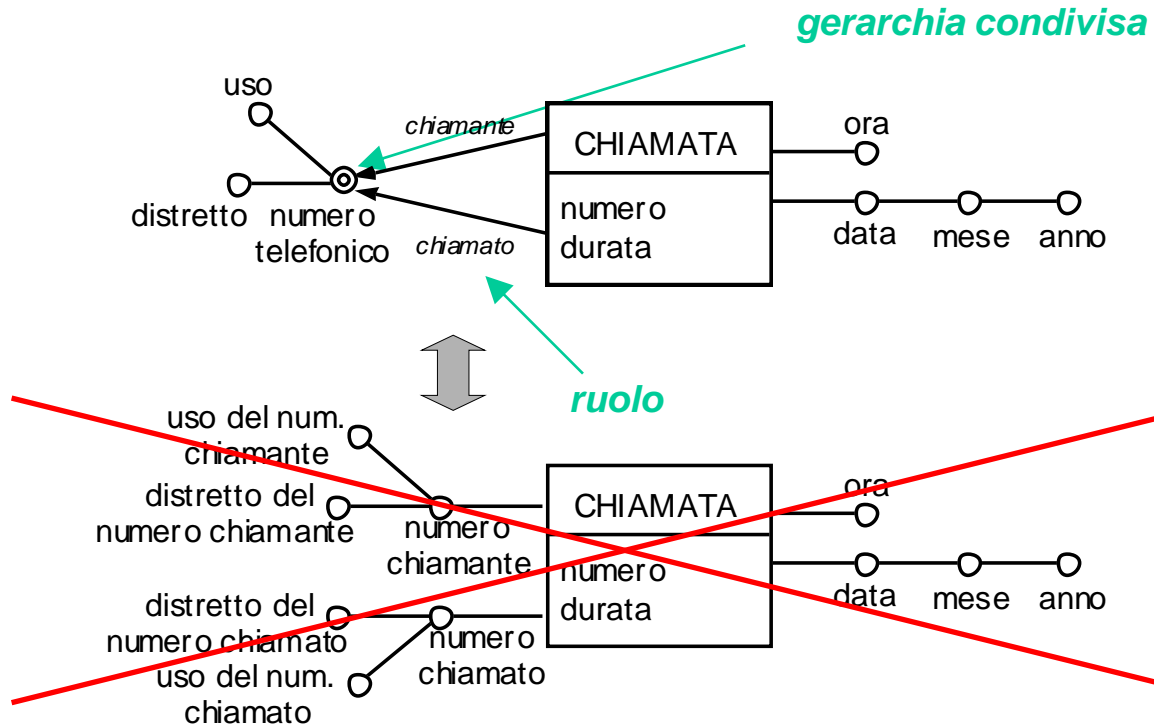 gerarchia condivisa
uso
chiamante
CHIAMATA
ora
distretto
numero
telefonico
chiamato
numero
durata
data
mese
anno
ruolo
uso del num.
chiamante
distretto del
numero chiamante
numero
chiamante
CHIAMATA
ora
numero
durata
data
mese
anno
distretto del
numero chiamato
numero
chiamato
uso del num.
chiamato